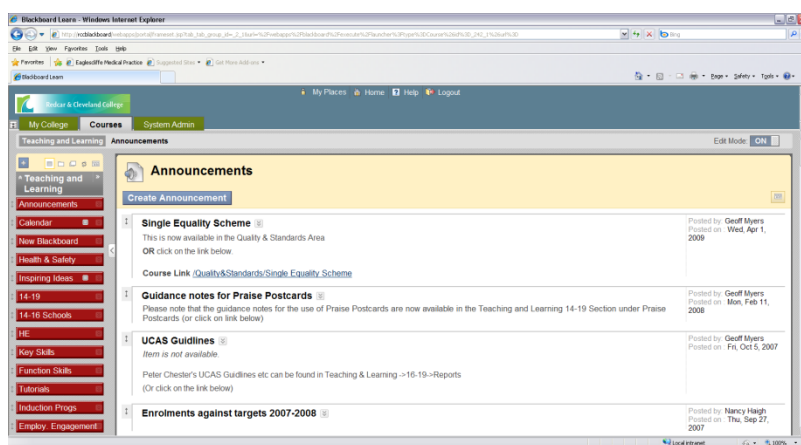 Blackboard Learn - Windows Internet Explorer
Bing
File Edit View Favorites Tools Help
Favorites Eaglescliffe Medical Practice Suggested Sites Get More Add-ons
Blackboard Learn
Page Safety Tools
My Places Home Help Logout
Redcar & Cleveland College
My College Courses System Admin
Teaching and Learning Announcements
Edit Mode: ON
Teaching and Learning
Announcements
Calendar
New Blackboard
Health & Safety
Inspiring Ideas
14-19
14-16 Schools
HE
Key Skills
Function Skills
Tutorials
Induction Progs
Employ. Engagement
Announcements
Create Announcement
Single Equality Scheme
This is now available in the Quality & Standards Area
OR click on the link below.
Course Link /Quality&Standards/Single Equality Scheme
Posted by: Geoff Myers
Posted on : Wed, Apr 1,
2009
Guidance notes for Praise Postcards
Please note that the guidance notes for the use of Praise Postcards are now available in the Teaching and Learning 14-19 Section under Praise
Postcards (or click on link below)
Posted by: Geoff Myers
Posted on : Mon, Feb 11,
2008
UCAS Guidlines
Item is not available.
Peter Chester's UCAS Guidlines etc can be found in Teaching & Learning ->16-19->Reports
(Or click on the link below)
Posted by: Geoff Myers
Posted on : Fri, Oct 5, 2007
Enrolments against targets 2007-2008
Posted by: Nancy Haigh
Posted on : Thu, Sep 27,
2007
Local intranet
100%